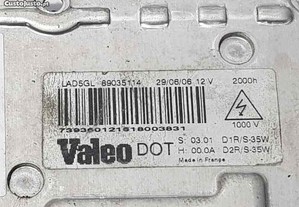 CustoJusto.pt
LAD5GL 89035114 29/06/06 12 V 2000h
739360121518003831
1000 V
Valeo DOT S: 03.01 D1R/S-35W
H: 00.0A D2R/S-35W
Made in France